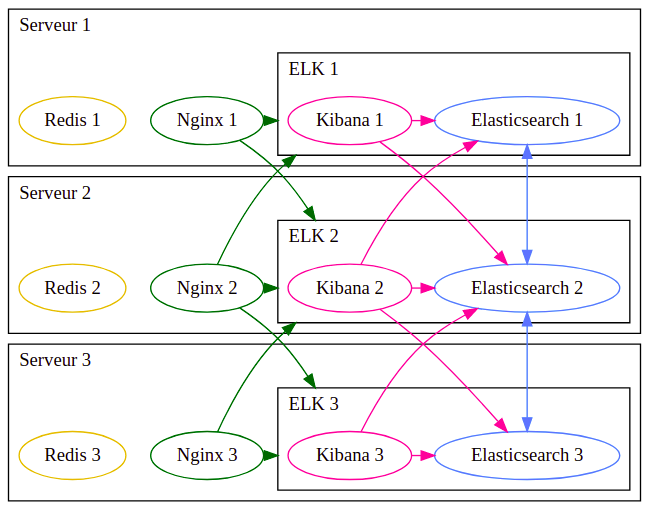 Serveur 1
ELK 1
Redis 1
Nginx 1
Kibana 1
Elasticsearch 1
Serveur 2
ELK 2
Redis 2
Nginx 2
Kibana 2
Elasticsearch 2
Serveur 3
ELK 3
Redis 3
Nginx 3
Kibana 3
Elasticsearch 3